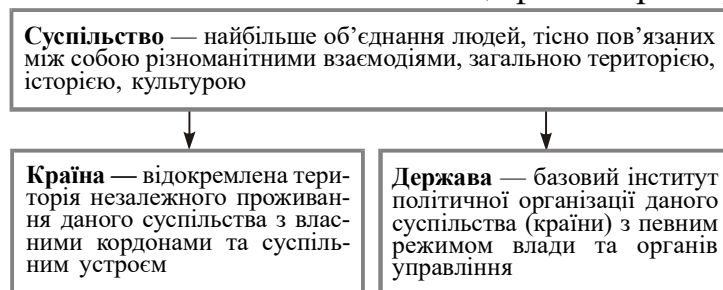 Суспільство — найбільше об’єднання людей, тісно пов’язаних
між собою різноманітними взаємодіями, загальною територією,
історією, культурою
Країна — відокремлена тери-
торія незалежного проживан-
ня даного суспільства з влас-
ними кордонами та суспіль-
ним устроєм
Держава — базовий інститут
політичної організації даного
суспільства (країни) з певним
режимом влади та органів
управління